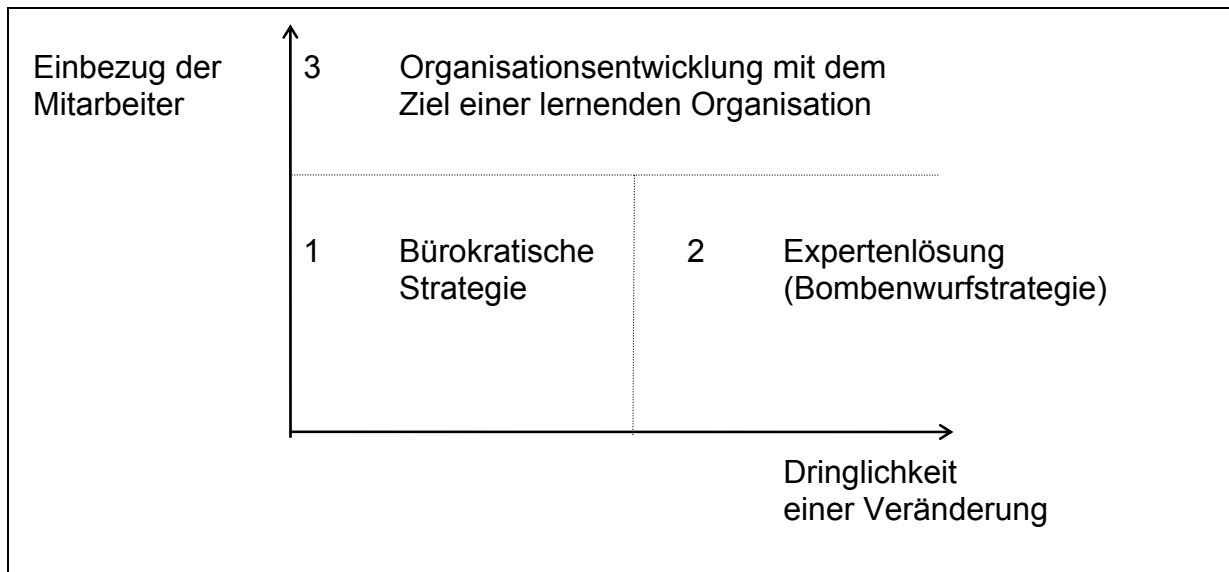 Einbezug der
Mitarbeiter
3 Organisationsentwicklung mit dem
Ziel einer lernenden Organisation
1 Bürokratische
Strategie
2 Expertenlösung
(Bombenwurfstrategie)
Dringlichkeit
einer Veränderung